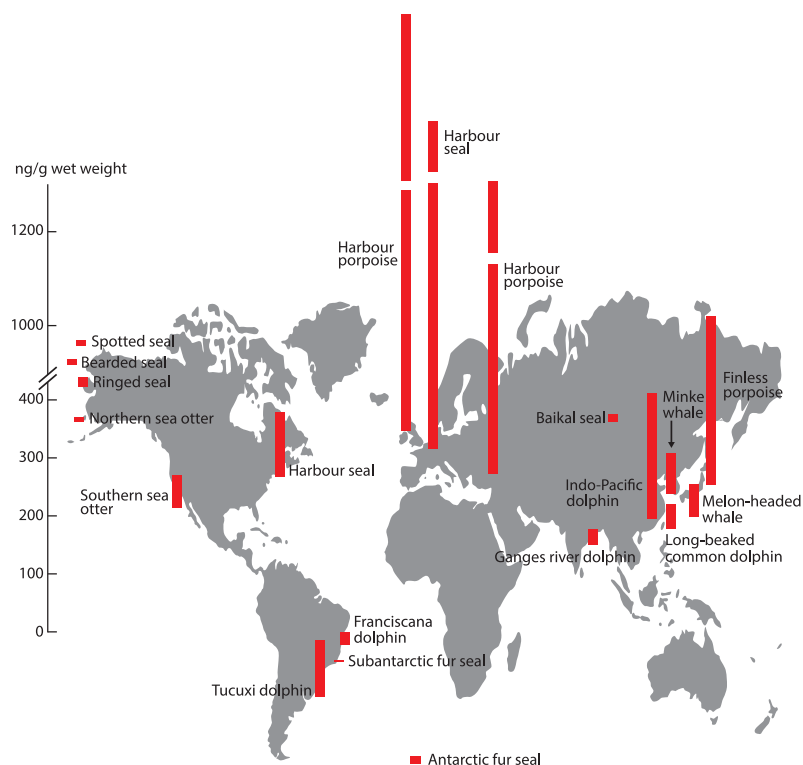 Harbour
seal
ng/g wet weight
1200
Harbour
porpoise
Harbour
porpoise
1000
Spotted seal
Bearded seal
Ringed seal
Finless
porpoise
Minke
whale
400
Northern sea otter
Baikal seal
300
Harbour seal
Southern sea
otter
Indo-Pacific
dolphin
Melon-headed
whale
200
Long-beaked
common dolphin
Ganges river dolphin
100
Franciscana
dolphin
0
Subantarctic fur seal
Tucuxi dolphin
Antarctic fur seal